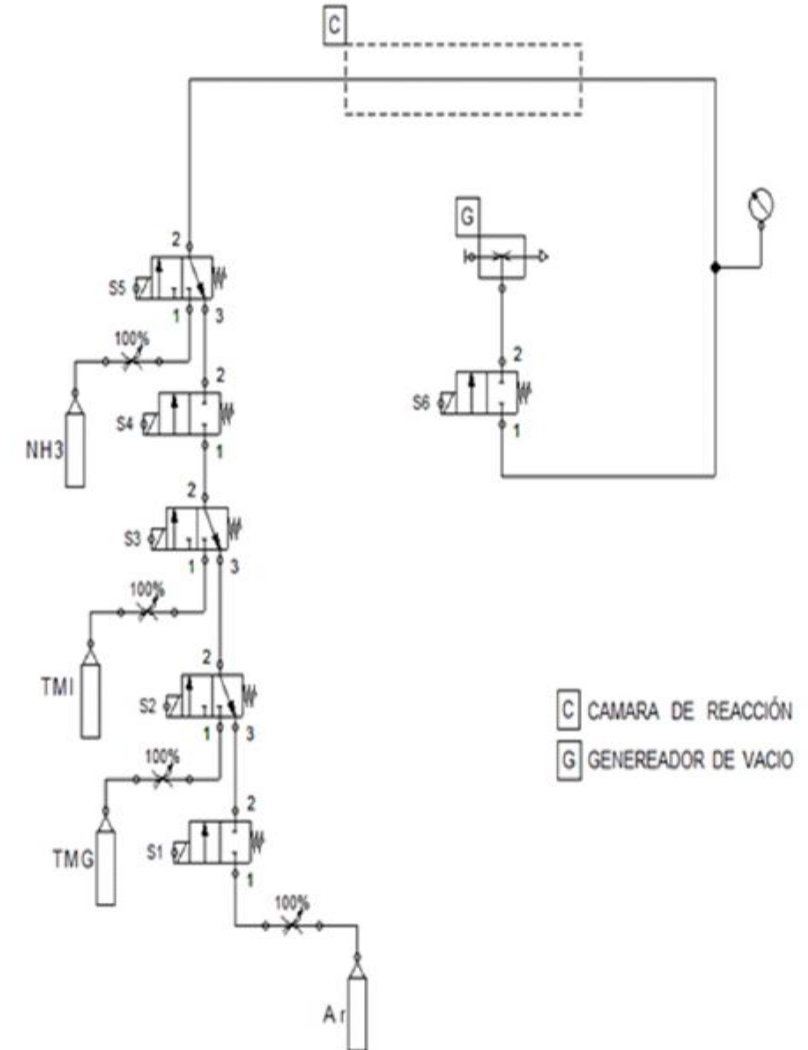 C
G
2
S5
1 3
100%
2
NH3
S4
1
2
S6
1
2
S3
1 3
100%
2
TMI
S2
1 3
100%
2
TMG
S1
1
100%
Ar
C CAMARA DE REACCIÓN
G GENEREADOR DE VACIO